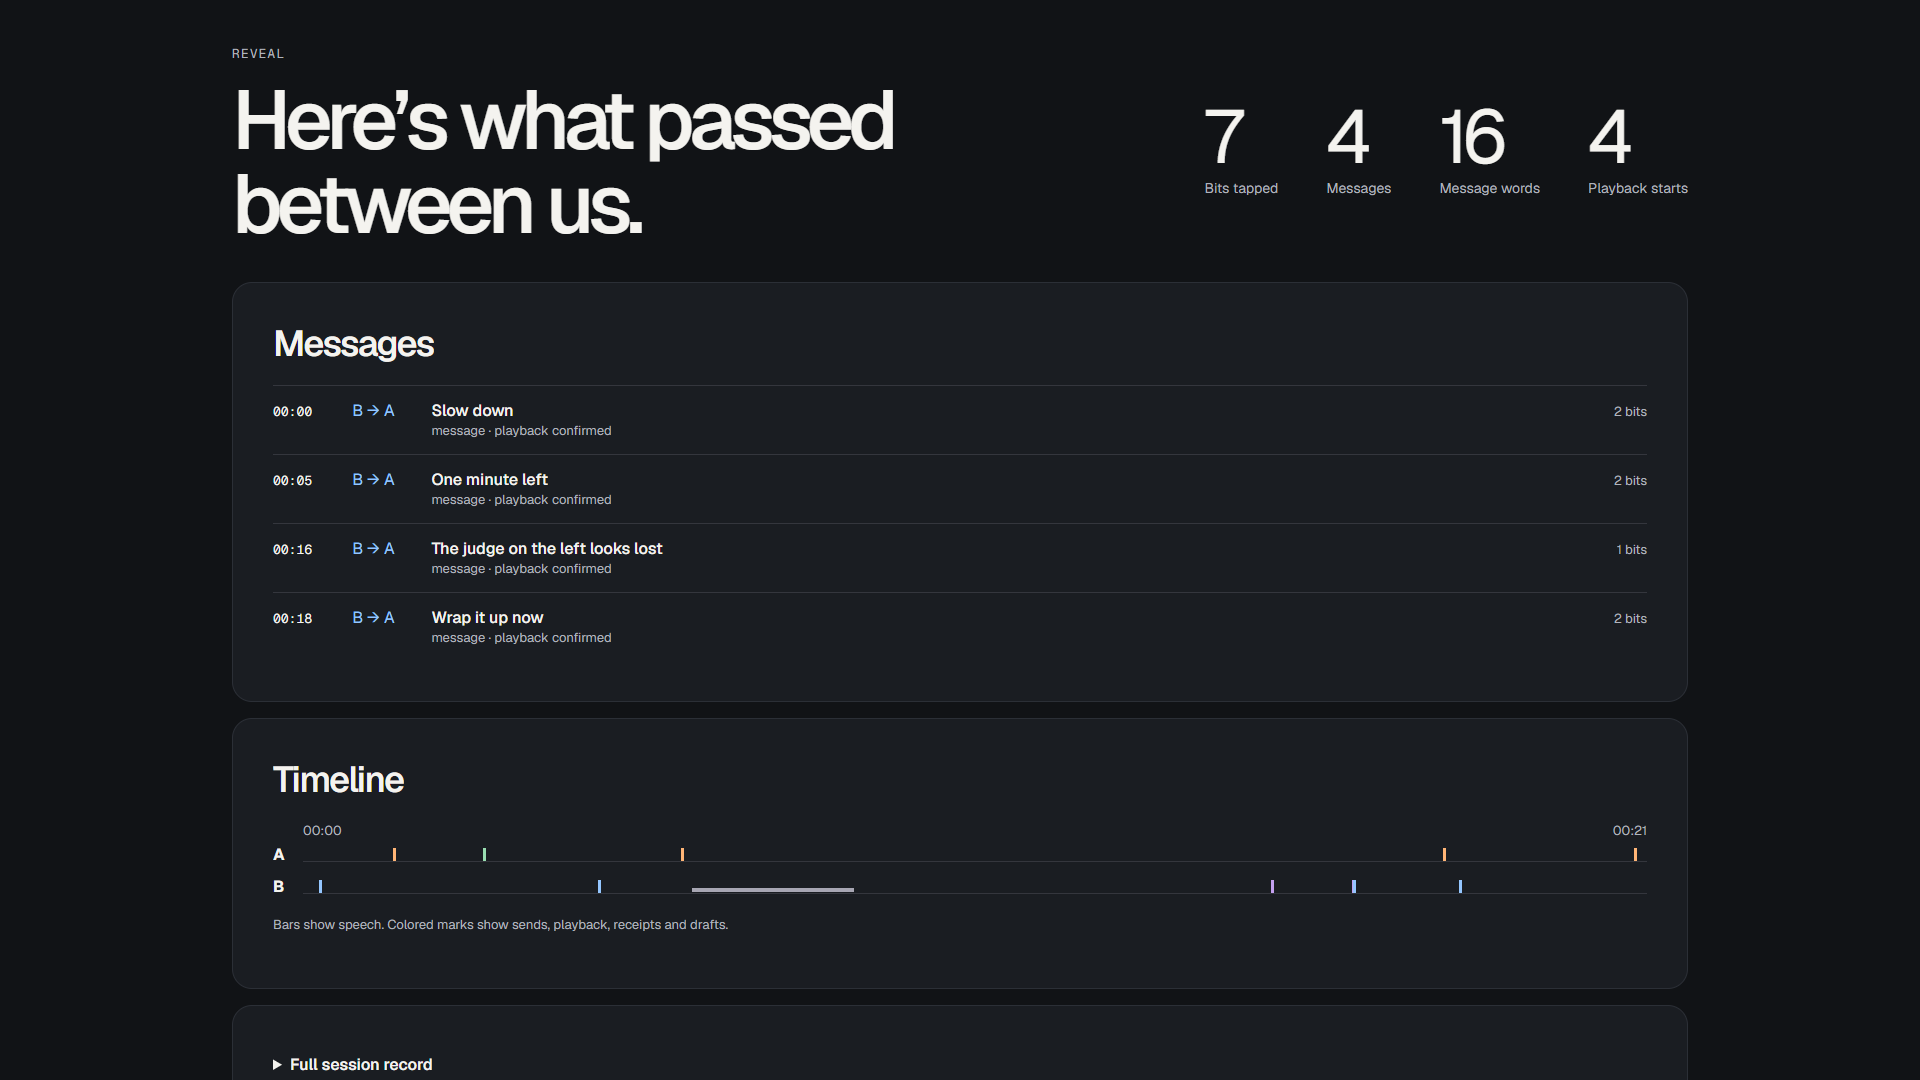 REVEAL
Here’s what passed
between us.
7
Bits tapped
4
Messages
16
Message words
4
Playback starts
Messages
00:00 B → A Slow down 2 bits
message · playback confirmed
00:05 B → A One minute left 2 bits
message · playback confirmed
00:16 B → A The judge on the left looks lost 1 bits
message · playback confirmed
00:18 B → A Wrap it up now 2 bits
message · playback confirmed
Timeline
00:00 00:21
A
B
Bars show speech. Colored marks show sends, playback, receipts and drafts.
▶ Full session record